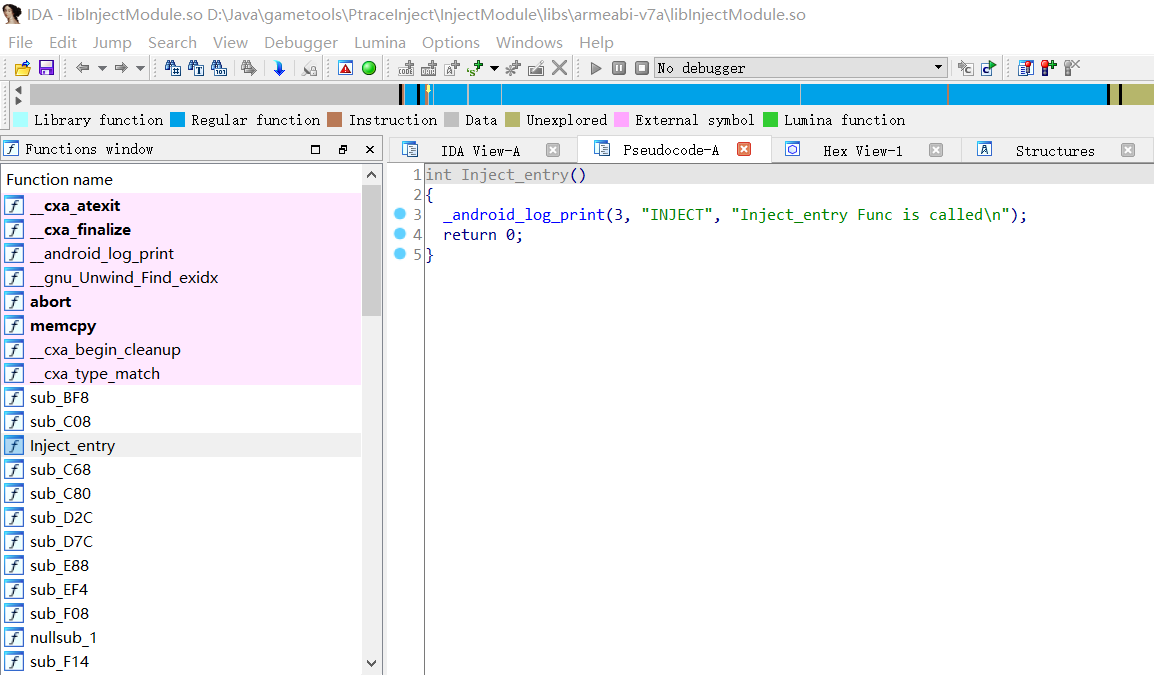 IDA - libInjectModule.so D:\Java\gametools\PtraceInject\InjectModule\libs\armeabi-v7a\libInjectModule.so
File Edit Jump Search View Debugger Lumina Options Windows Help
No debugger
Library function Regular function Instruction Data Unexplored External symbol Lumina function
Functions window
IDA View-A Pseudocode-A Hex View-1 Structures
Function name
__cxa_atexit
__cxa_finalize
__android_log_print
__gnu_Unwind_Find_exidx
abort
memcpy
__cxa_begin_cleanup
__cxa_type_match
sub_BF8
sub_C08
Inject_entry
sub_C68
sub_C80
sub_D2C
sub_D7C
sub_E88
sub_EF4
sub_F08
nullsub_1
sub_F14
1 int Inject_entry()
2 {
3 _android_log_print(3, "INJECT", "Inject_entry Func is called\n");
4 return 0;
5 }